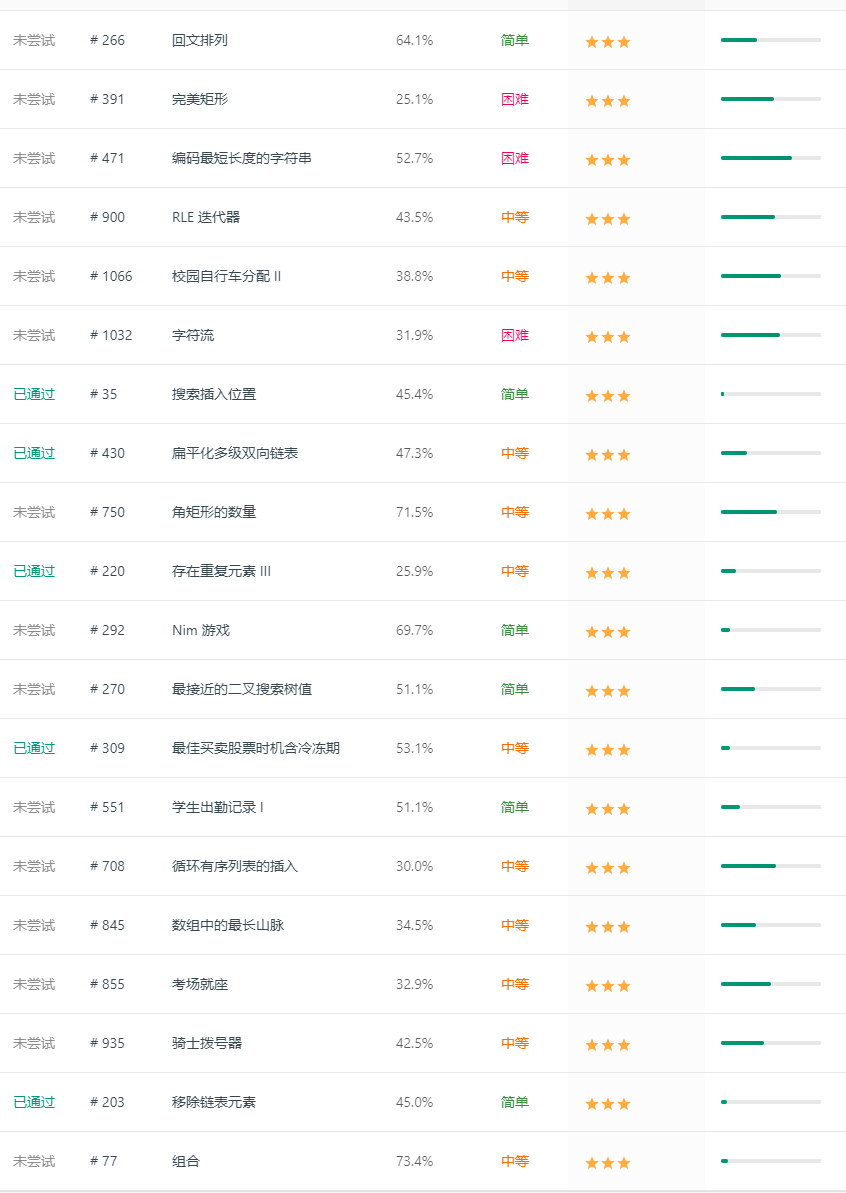 未尝试 # 266 回文排列 64.1% 简单
未尝试 # 391 完美矩形 25.1% 困难
未尝试 # 471 编码最短长度的字符串 52.7% 困难
未尝试 # 900 RLE 迭代器 43.5% 中等
未尝试 # 1066 校园自行车分配 II 38.8% 中等
未尝试 # 1032 字符流 31.9% 困难
已通过 # 35 搜索插入位置 45.4% 简单
已通过 # 430 扁平化多级双向链表 47.3% 中等
未尝试 # 750 角矩形的数量 71.5% 中等
已通过 # 220 存在重复元素 III 25.9% 中等
未尝试 # 292 Nim 游戏 69.7% 简单
未尝试 # 270 最接近的二叉搜索树值 51.1% 简单
已通过 # 309 最佳买卖股票时机含冷冻期 53.1% 中等
未尝试 # 551 学生出勤记录 I 51.1% 简单
未尝试 # 708 循环有序列表的插入 30.0% 中等
未尝试 # 845 数组中的最长山脉 34.5% 中等
未尝试 # 855 考场就座 32.9% 中等
未尝试 # 935 骑士拨号器 42.5% 中等
已通过 # 203 移除链表元素 45.0% 简单
未尝试 # 77 组合 73.4% 中等